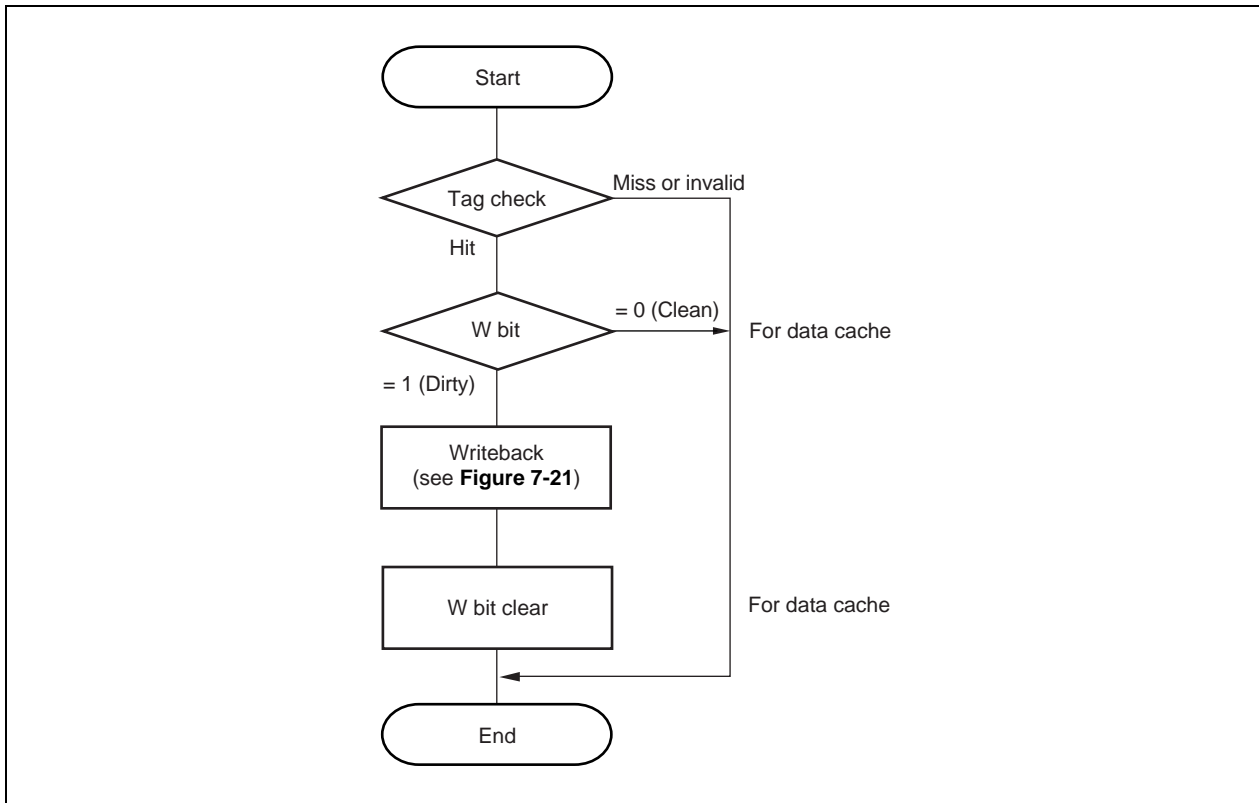 Start
Tag check
Miss or invalid
Hit
W bit
= 0 (Clean)
For data cache
= 1 (Dirty)
Writeback
(see Figure 7-21)
W bit clear
For data cache
End